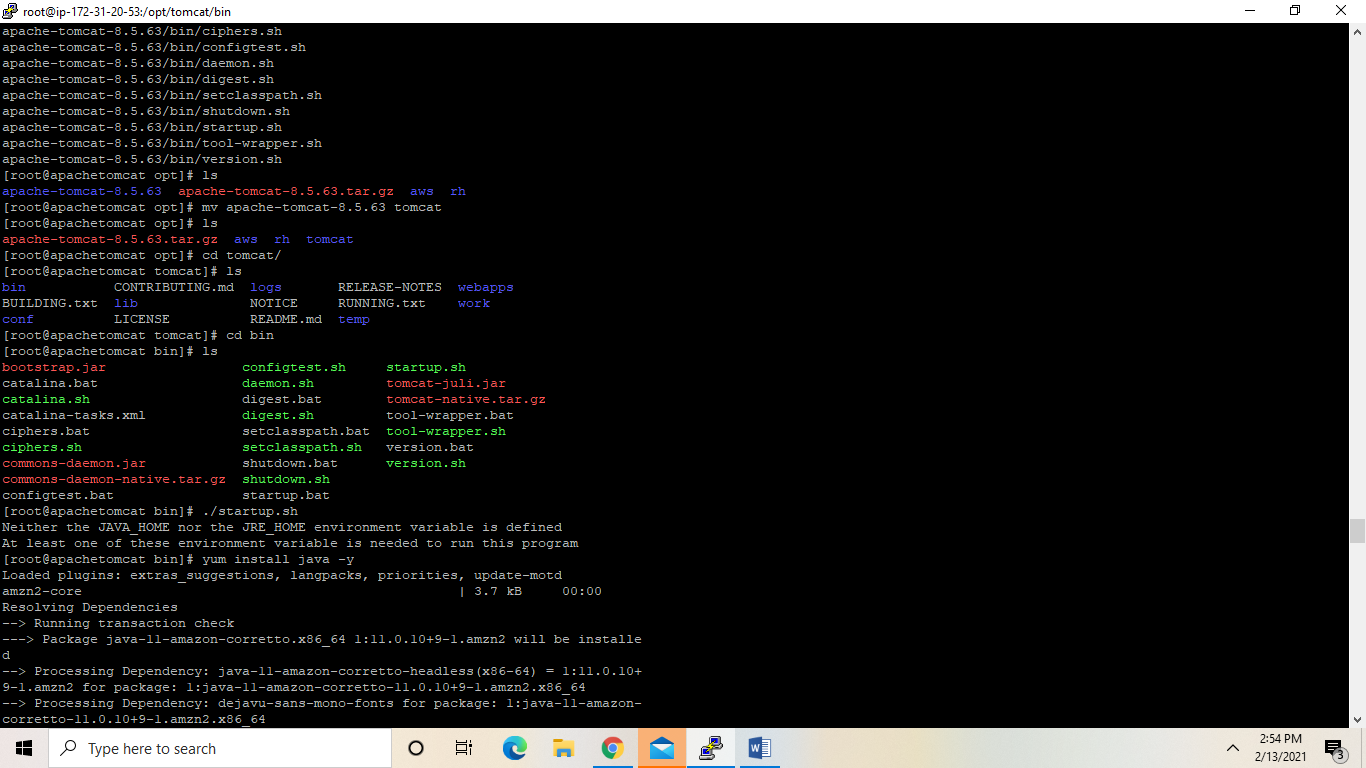 root@ip-172-31-20-53:/opt/tomcat/bin
apache-tomcat-8.5.63/bin/ciphers.sh
apache-tomcat-8.5.63/bin/configtest.sh
apache-tomcat-8.5.63/bin/daemon.sh
apache-tomcat-8.5.63/bin/digest.sh
apache-tomcat-8.5.63/bin/setclasspath.sh
apache-tomcat-8.5.63/bin/shutdown.sh
apache-tomcat-8.5.63/bin/startup.sh
apache-tomcat-8.5.63/bin/tool-wrapper.sh
apache-tomcat-8.5.63/bin/version.sh
[root@apachetomcat opt]# ls
apache-tomcat-8.5.63  apache-tomcat-8.5.63.tar.gz  aws  rh
[root@apachetomcat opt]# mv apache-tomcat-8.5.63 tomcat
[root@apachetomcat opt]# ls
apache-tomcat-8.5.63.tar.gz  aws  rh  tomcat
[root@apachetomcat opt]# cd tomcat/
[root@apachetomcat tomcat]# ls
bin           CONTRIBUTING.md  logs       RELEASE-NOTES  webapps
BUILDING.txt  lib              NOTICE     RUNNING.txt    work
conf          LICENSE          README.md  temp
[root@apachetomcat tomcat]# cd bin
[root@apachetomcat bin]# ls
bootstrap.jar                 configtest.sh     startup.sh
catalina.bat                  daemon.sh         tomcat-juli.jar
catalina.sh                   digest.bat        tomcat-native.tar.gz
catalina-tasks.xml            digest.sh         tool-wrapper.bat
ciphers.bat                   setclasspath.bat  tool-wrapper.sh
ciphers.sh                    setclasspath.sh   version.bat
commons-daemon.jar            shutdown.bat      version.sh
commons-daemon-native.tar.gz  shutdown.sh
configtest.bat                startup.bat
[root@apachetomcat bin]# ./startup.sh
Neither the JAVA_HOME nor the JRE_HOME environment variable is defined
At least one of these environment variable is needed to run this program
[root@apachetomcat bin]# yum install java -y
Loaded plugins: extras_suggestions, langpacks, priorities, update-motd
amzn2-core                                               | 3.7 kB     00:00
Resolving Dependencies
--> Running transaction check
---> Package java-11-amazon-corretto.x86_64 1:11.0.10+9-1.amzn2 will be installe
d
--> Processing Dependency: java-11-amazon-corretto-headless(x86-64) = 1:11.0.10+
9-1.amzn2 for package: 1:java-11-amazon-corretto-11.0.10+9-1.amzn2.x86_64
--> Processing Dependency: dejavu-sans-mono-fonts for package: 1:java-11-amazon-
corretto-11.0.10+9-1.amzn2.x86_64
Type here to search
2:54 PM
2/13/2021
3